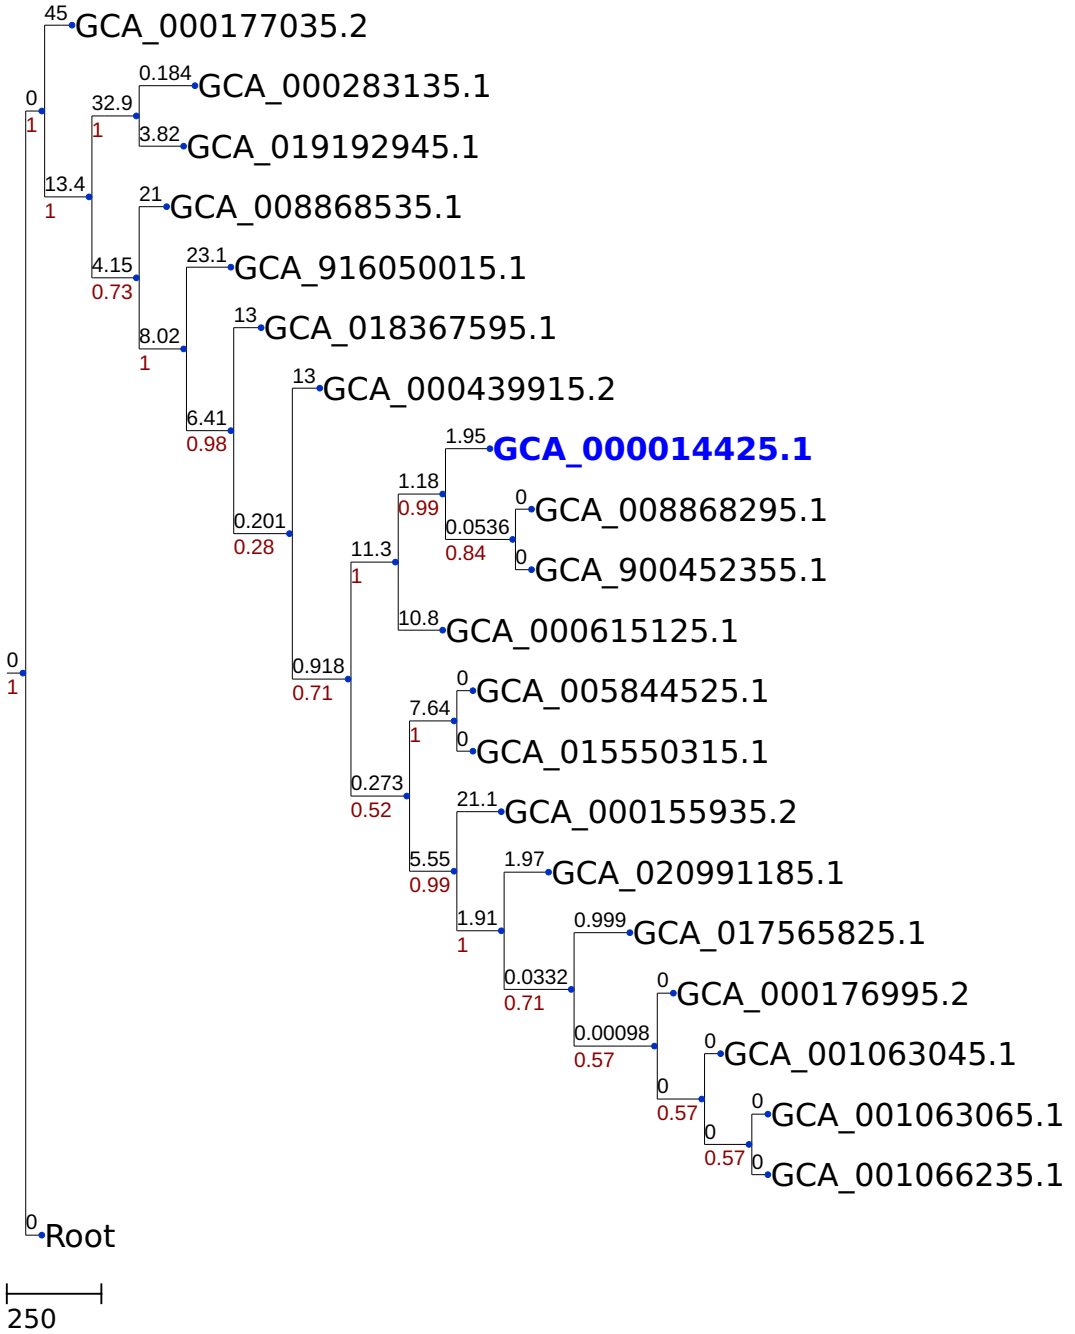 45
GCA_000177035.2
0.184
GCA_000283135.1
0
32.9
1
1
3.82
GCA_019192945.1
13.4
1
21
GCA_008868535.1
4.15
0.73
23.1
GCA_916050015.1
8.02
1
13
GCA_018367595.1
13
GCA_000439915.2
6.41
0.98
1.95
GCA_000014425.1
1.18
0.99
0
GCA_008868295.1
0.201
0.28
0.0536
0.84
0
GCA_900452355.1
11.3
1
10.8
GCA_000615125.1
0
1
0.918
0.71
0
GCA_005844525.1
7.64
1
0
GCA_015550315.1
0.273
0.52
21.1
GCA_000155935.2
5.55
0.99
1.97
GCA_020991185.1
1.91
1
0.999
GCA_017565825.1
0.0332
0.71
0
GCA_000176995.2
0.00098
0.57
0
GCA_001063045.1
0
0.57
0
GCA_001063065.1
0
0.57
0
GCA_001066235.1
0
Root
250